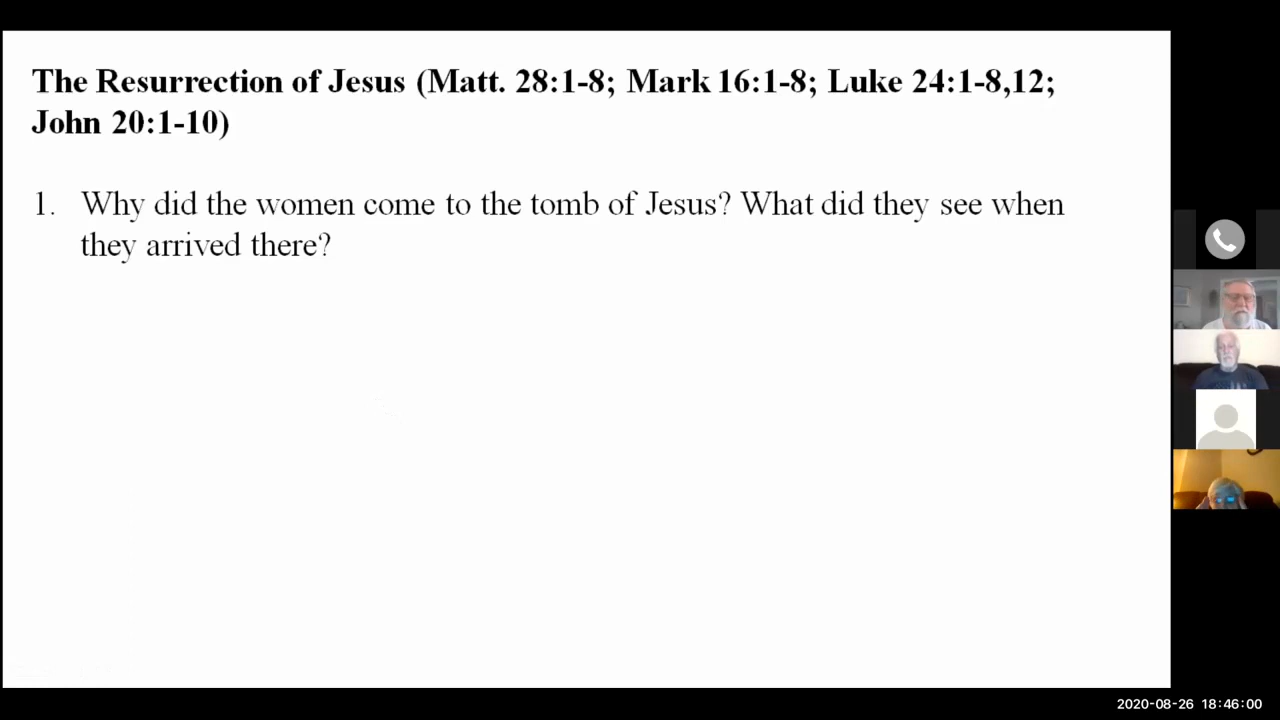 The Resurrection of Jesus (Matt. 28:1-8; Mark 16:1-8; Luke 24:1-8,12;
John 20:1-10)
1. Why did the women come to the tomb of Jesus? What did they see when
they arrived there?
2020-08-26 18:46:00